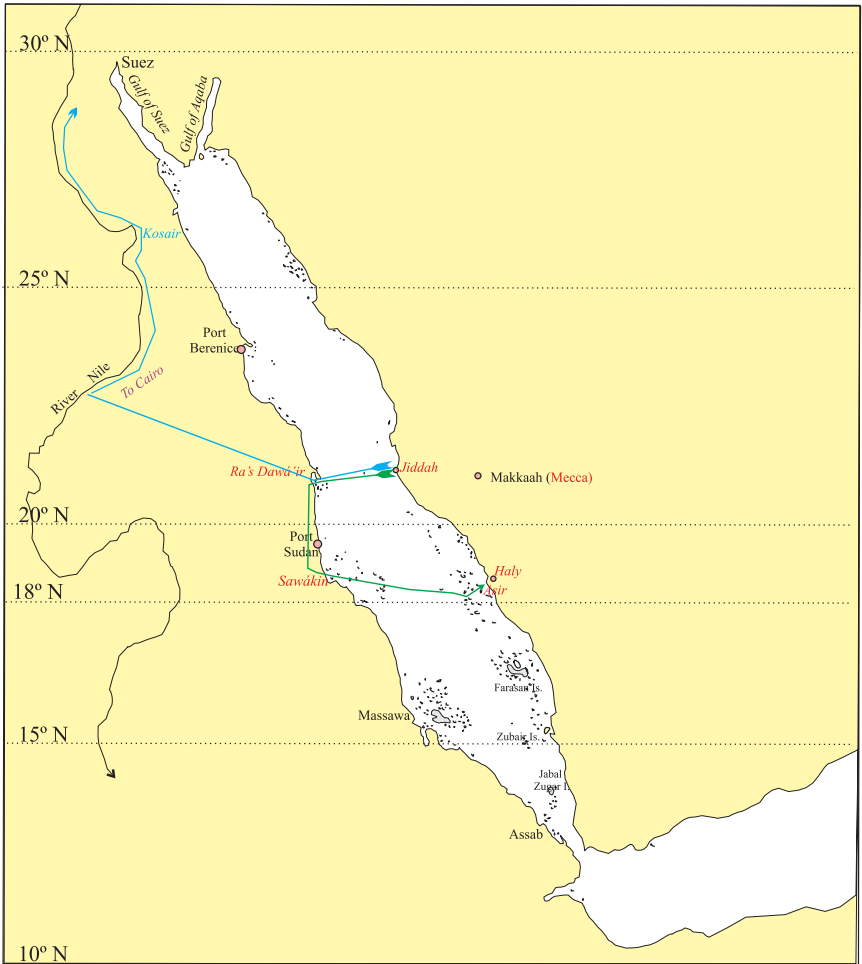 30º N
Suez
Gulf of Suez
Gulf of Aqaba
Kosair
25º N
Port
Berenice
River Nile
To Cairo
Ra's Dawá'ir
Jiddah
Makkaah (Mecca)
20º N
Port
Sudan
Sawákin
Haly
Asir
18º N
Farasan Is.
Massawa
Zubair Is.
15º N
Jabal
Zugar I.
Assab
10º N